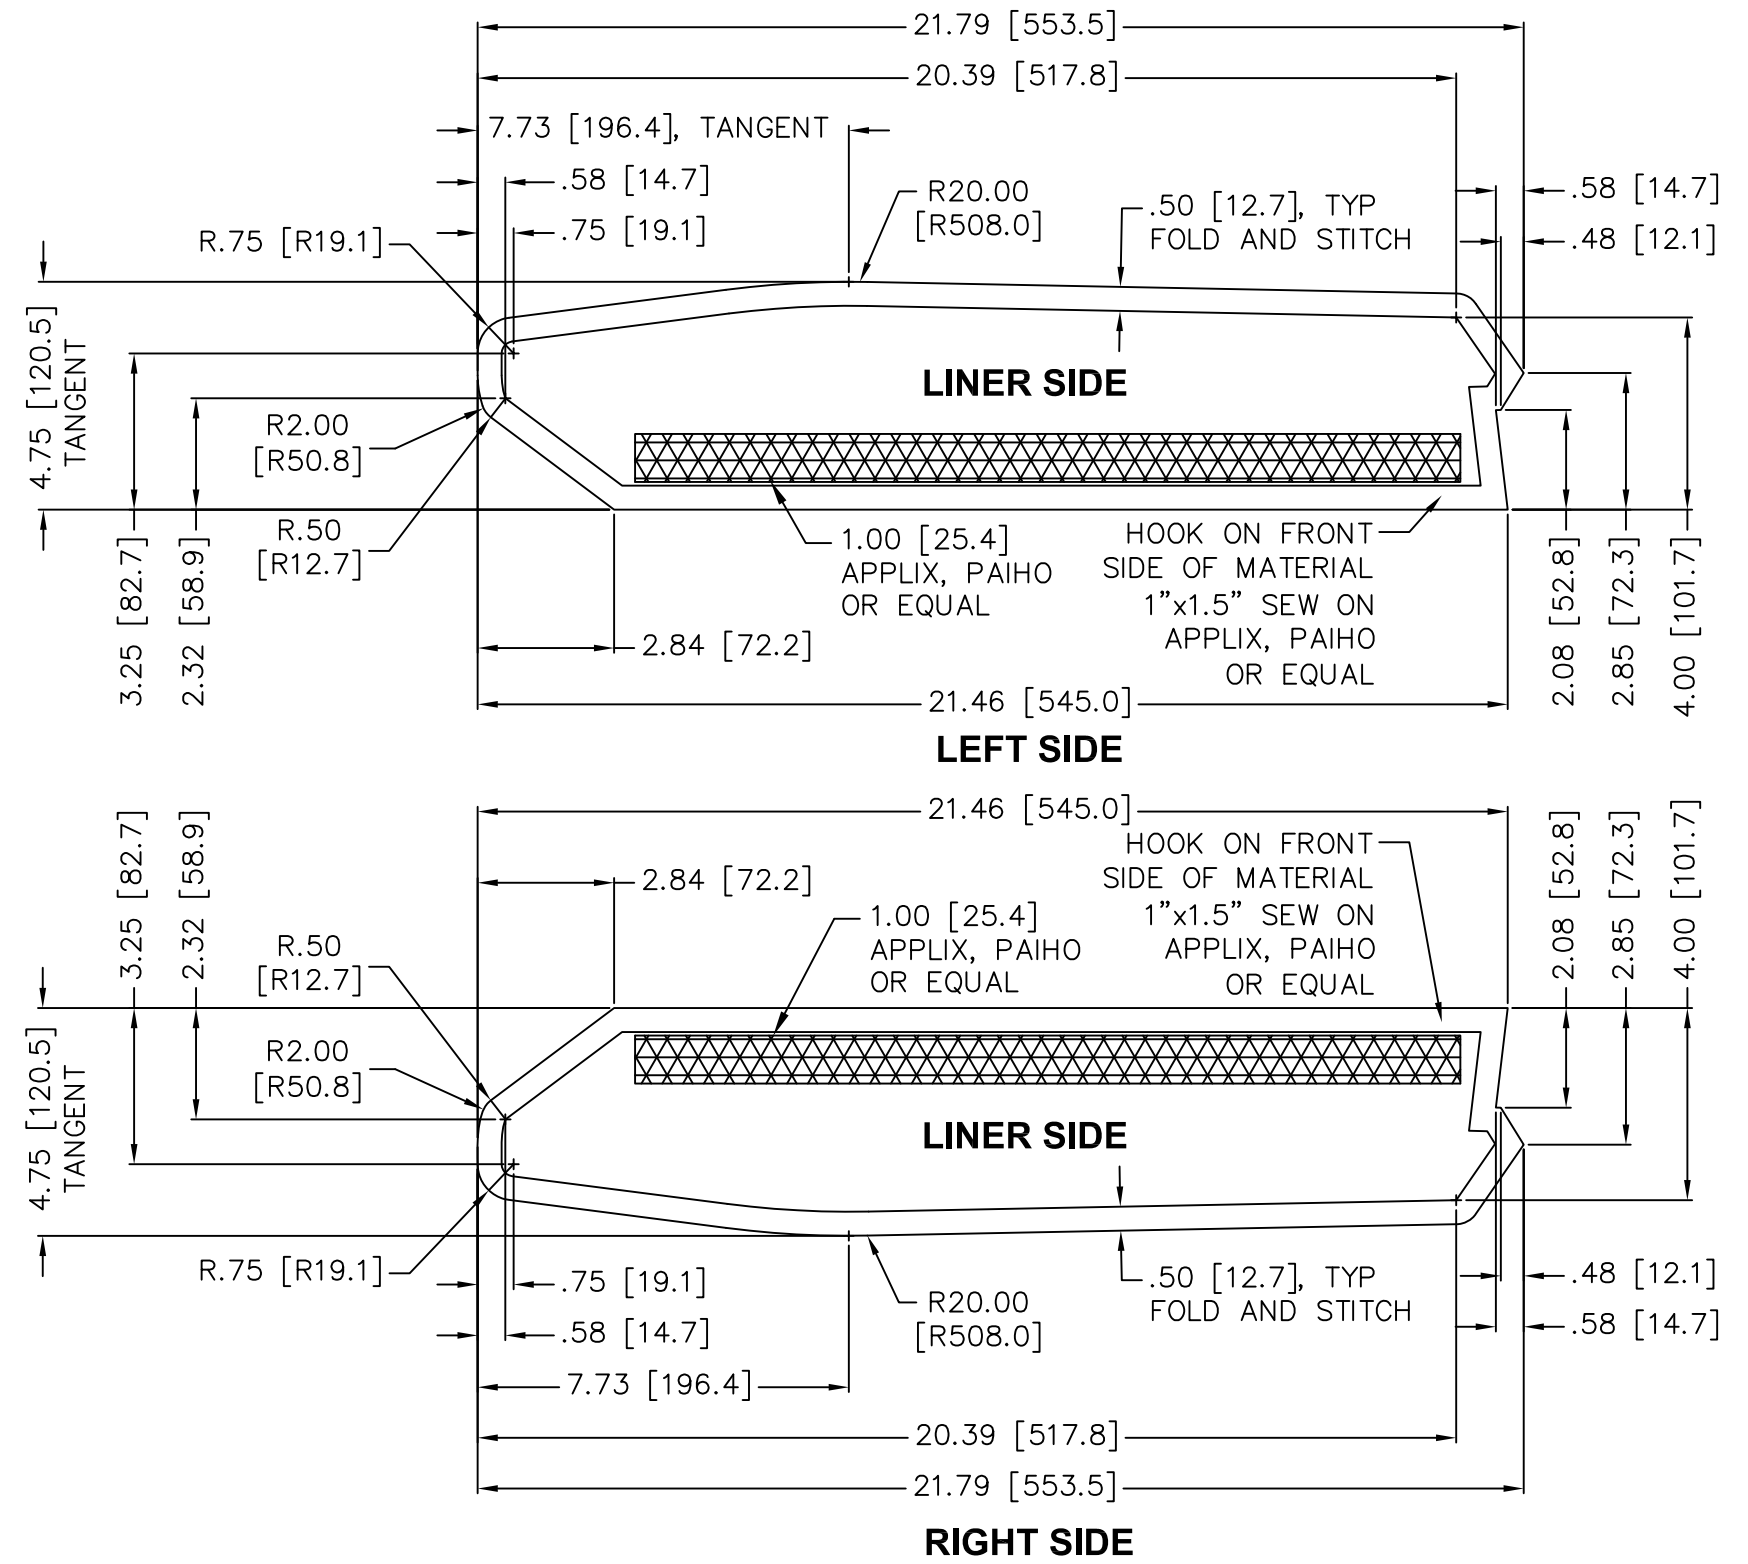 21.79 [553.5]
20.39 [517.8]
7.73 [196.4], TANGENT
.58 [14.7]
.75 [19.1]
R.75 [R19.1]
R20.00
[R508.0]
.50 [12.7], TYP
FOLD AND STITCH
.58 [14.7]
.48 [12.1]
4.75 [120.5]
TANGENT
LINER SIDE
R2.00
[R50.8]
R.50
[R12.7]
3.25 [82.7]
2.32 [58.9]
1.00 [25.4]
APPLIX, PAIHO
OR EQUAL
HOOK ON FRONT
SIDE OF MATERIAL
1”x1.5” SEW ON
APPLIX, PAIHO
OR EQUAL
2.08 [52.8]
2.85 [72.3]
4.00 [101.7]
2.84 [72.2]
21.46 [545.0]
LEFT SIDE
21.46 [545.0]
3.25 [82.7]
2.32 [58.9]
2.84 [72.2]
1.00 [25.4]
APPLIX, PAIHO
OR EQUAL
HOOK ON FRONT
SIDE OF MATERIAL
1”x1.5” SEW ON
APPLIX, PAIHO
OR EQUAL
2.08 [52.8]
2.85 [72.3]
4.00 [101.7]
R.50
[R12.7]
R2.00
[R50.8]
4.75 [120.5]
TANGENT
LINER SIDE
R.75 [R19.1]
.75 [19.1]
.58 [14.7]
R20.00
[R508.0]
.50 [12.7], TYP
FOLD AND STITCH
.48 [12.1]
.58 [14.7]
7.73 [196.4]
20.39 [517.8]
21.79 [553.5]
RIGHT SIDE